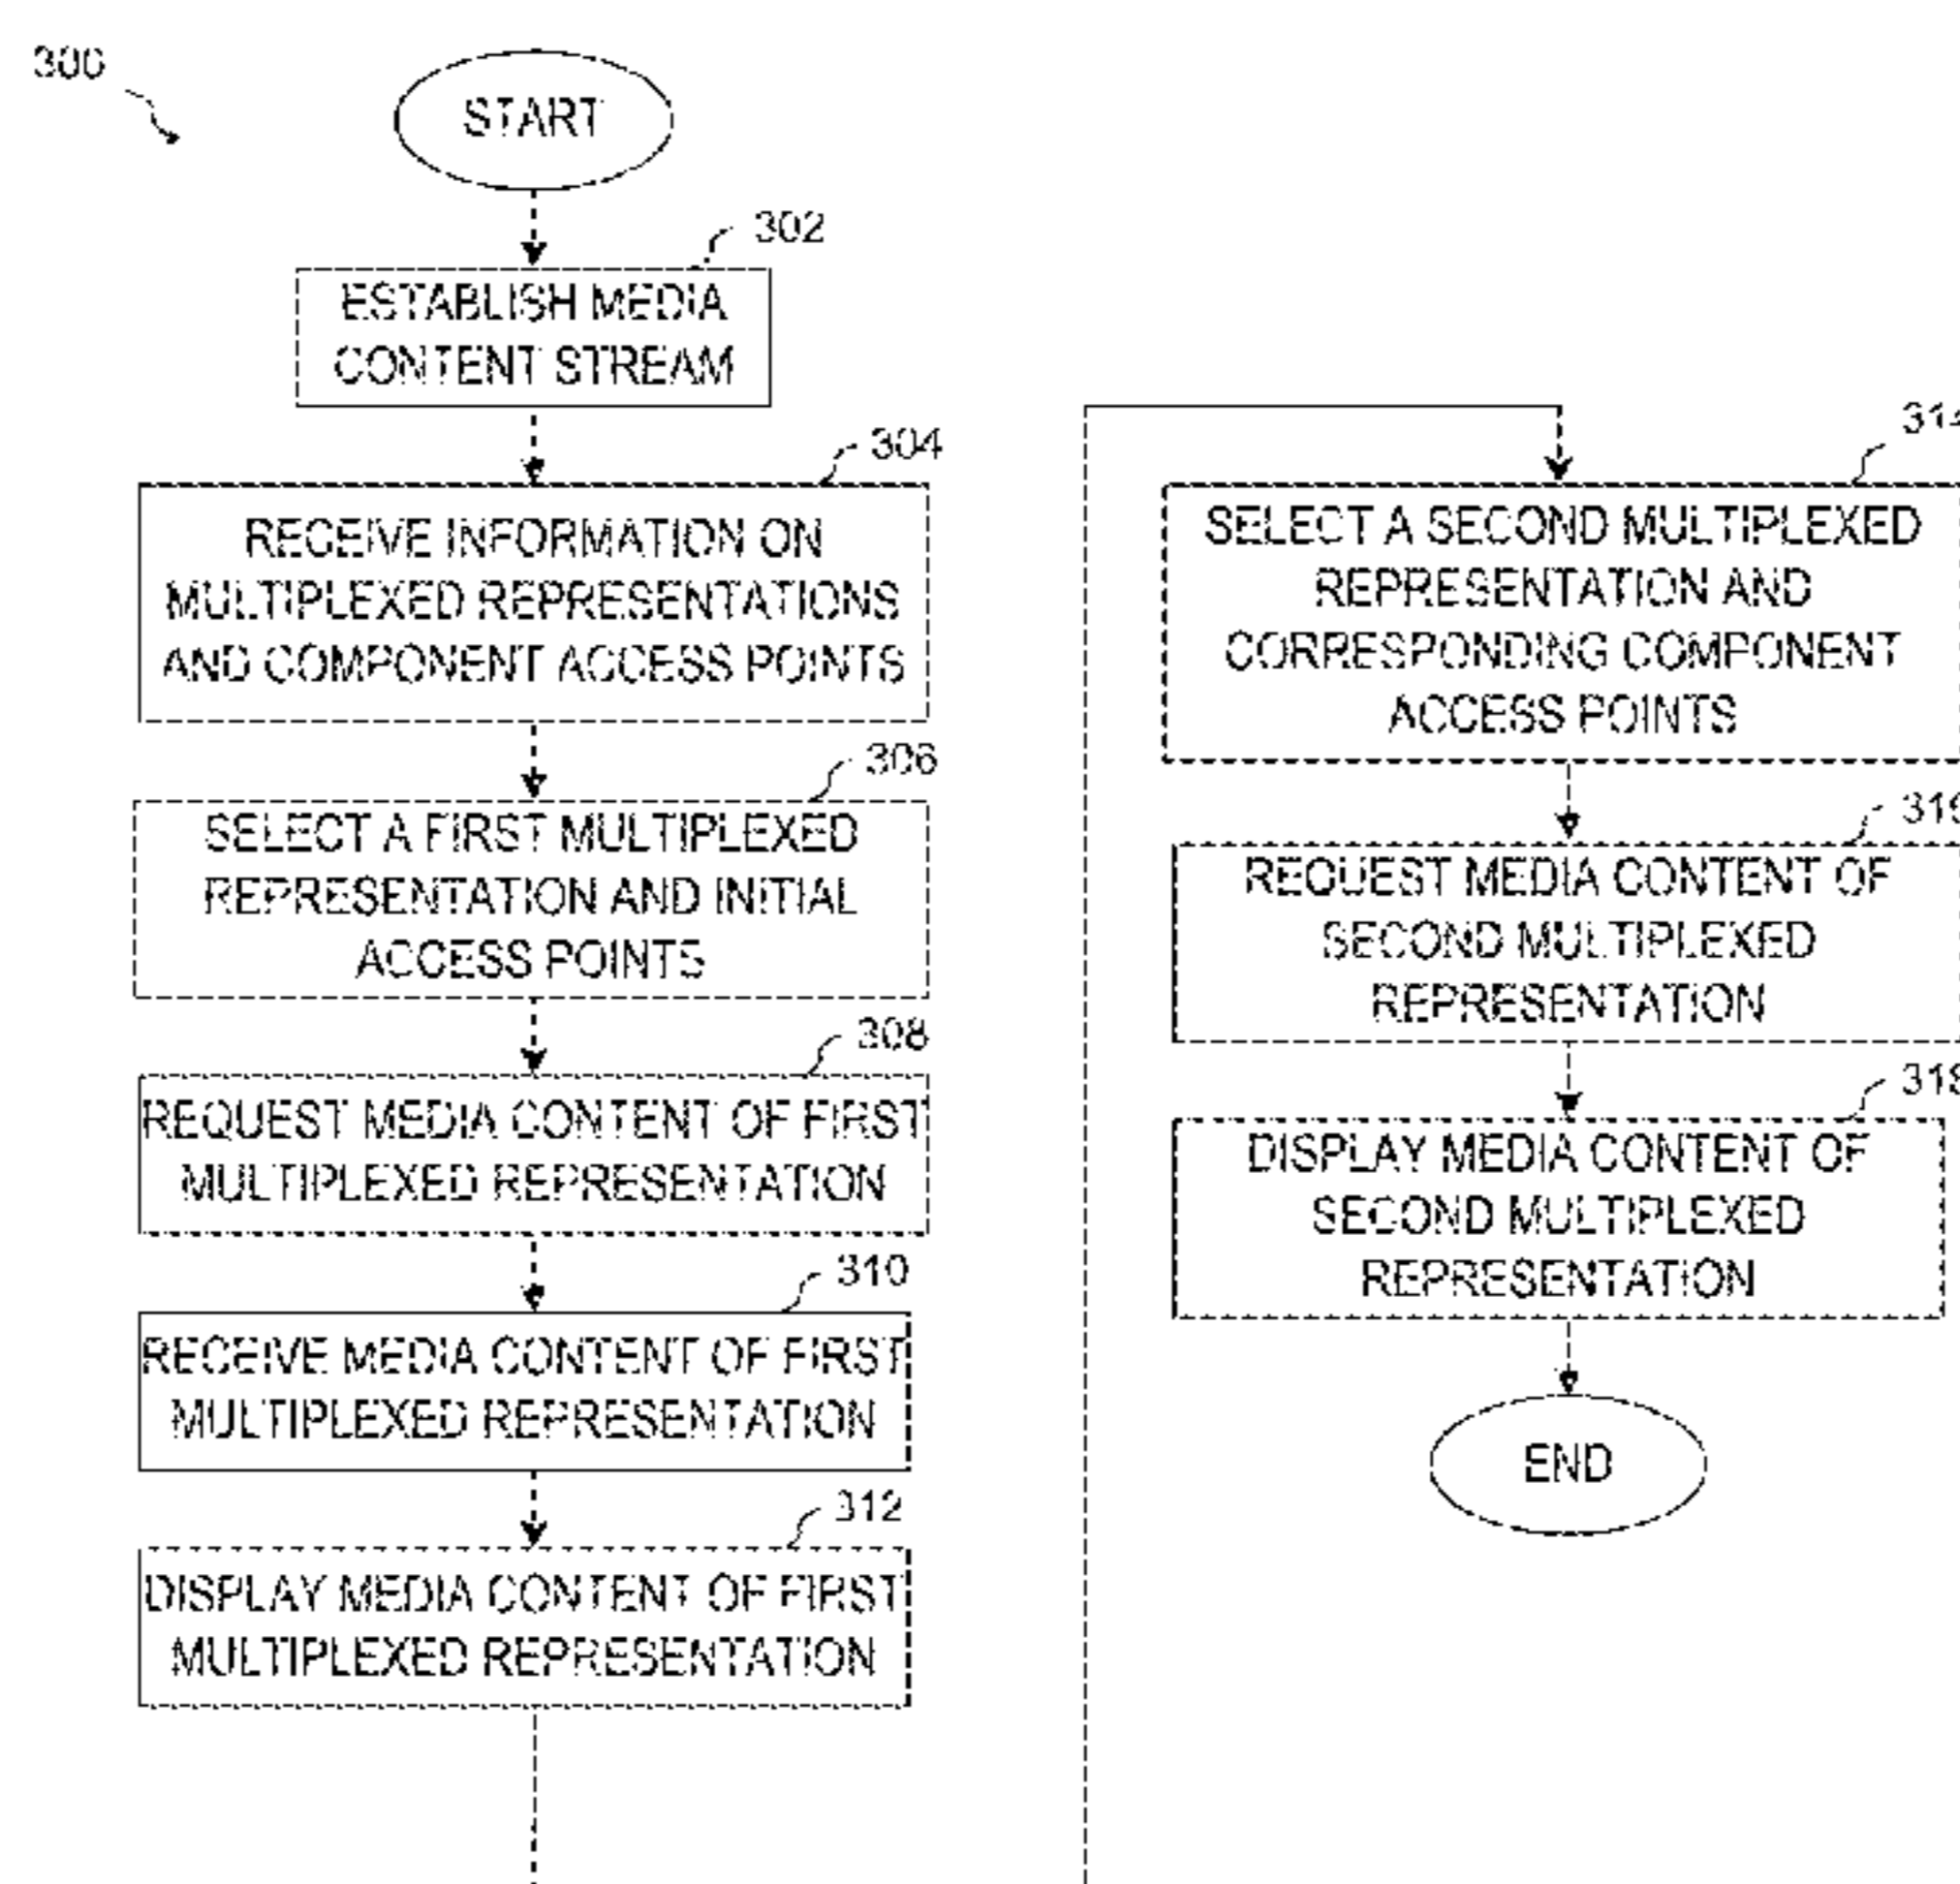 300
START
302
ESTABLISH MEDIA
CONTENT STREAM
304
RECEIVE INFORMATION ON
MULTIPLEXED REPRESENTATIONS
AND COMPONENT ACCESS POINTS
306
SELECT A FIRST MULTIPLEXED
REPRESENTATION AND INITIAL
ACCESS POINTS
308
REQUEST MEDIA CONTENT OF FIRST
MULTIPLEXED REPRESENTATION
310
RECEIVE MEDIA CONTENT OF FIRST
MULTIPLEXED REPRESENTATION
312
DISPLAY MEDIA CONTENT OF FIRST
MULTIPLEXED REPRESENTATION
314
SELECT A SECOND MULTIPLEXED
REPRESENTATION AND
CORRESPONDING COMPONENT
ACCESS POINTS
REQUEST MEDIA CONTENT OF
SECOND MULTIPLEXED
REPRESENTATION
318
DISPLAY MEDIA CONTENT OF
SECOND MULTIPLEXED
REPRESENTATION
END